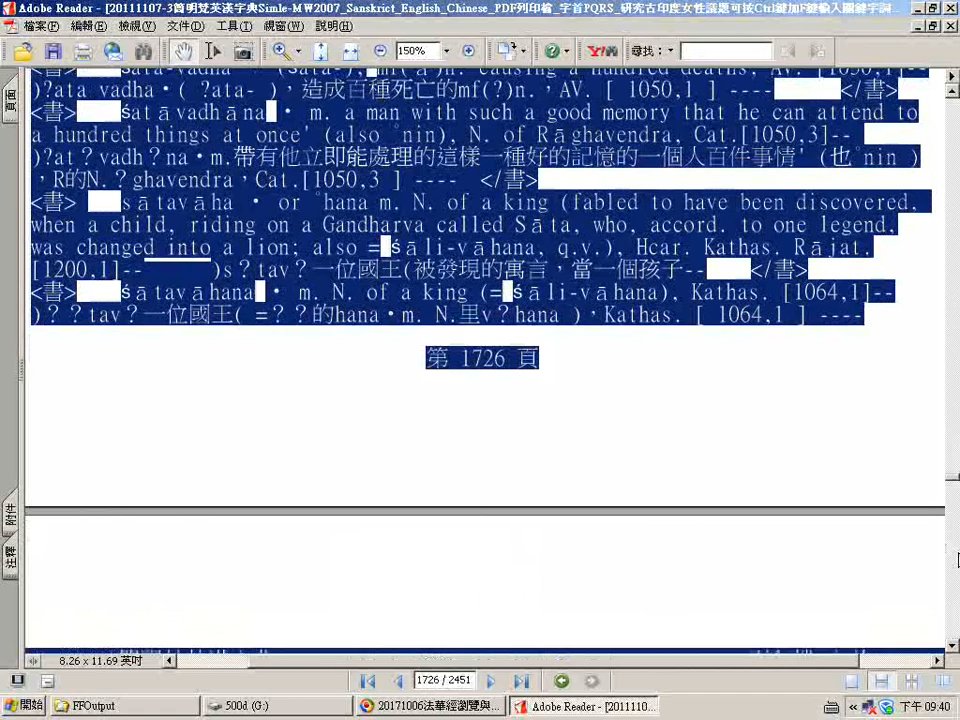 Adobe Reader - [20111107-3簡明梵英漢字典Simle-MW2007_Sanskrict_English_Chinese_PDF列印檔_字首PQRS_研究古印度女性議題可按Ctrl鍵加F鍵輸入關鍵字詞...
檔案(F) 編輯(E) 檢視(V) 文件(D) 工具(T) 視窗(W) 說明(H)
150% Y! 尋找：
頁面
<書> śata-vadha (śata-), mf(ā)n. causing a hundred deaths, AV. [1050,1]--
)?ata vadha•( ?ata- )，造成百種死亡的mf(?)n.，AV. [ 1050,1 ] ---- </書>
<書> śatāvadhāna • m. a man with such a good memory that he can attend to
a hundred things at once' (also °nin), N. of Rāghavendra, Cat.[1050,3]--
)?at？vadh？na•m.帶有他立即能處理的這樣一種好的記憶的一個人百件事情' (也°nin )
，R的N.？ghavendra，Cat.[1050,3 ] ---- </書>
<書> sātavāha • or °hana m. N. of a king (fabled to have been discovered,
when a child, riding on a Gandharva called Sāta, who, accord. to one legend,
was changed into a lion; also = śāli-vāhana, q.v.), Hcar. Kathas. Rājat.
[1200,1]-- )s？tav？一位國王(被發現的寓言，當一個孩子-- </書>
<書> śātavāhana • m. N. of a king (= śāli-vāhana), Kathas. [1064,1]--
)？？tav？一位國王( =？？的hana•m. N.里v？hana )，Kathas. [ 1064,1 ] ----
第 1726 頁
附件
注釋
8.26 x 11.69 英吋
1726 / 2451
開始 FFOutput 500d (G:) 20171006法華經瀏覽與... Adobe Reader - [2011110... « 下午 09:40